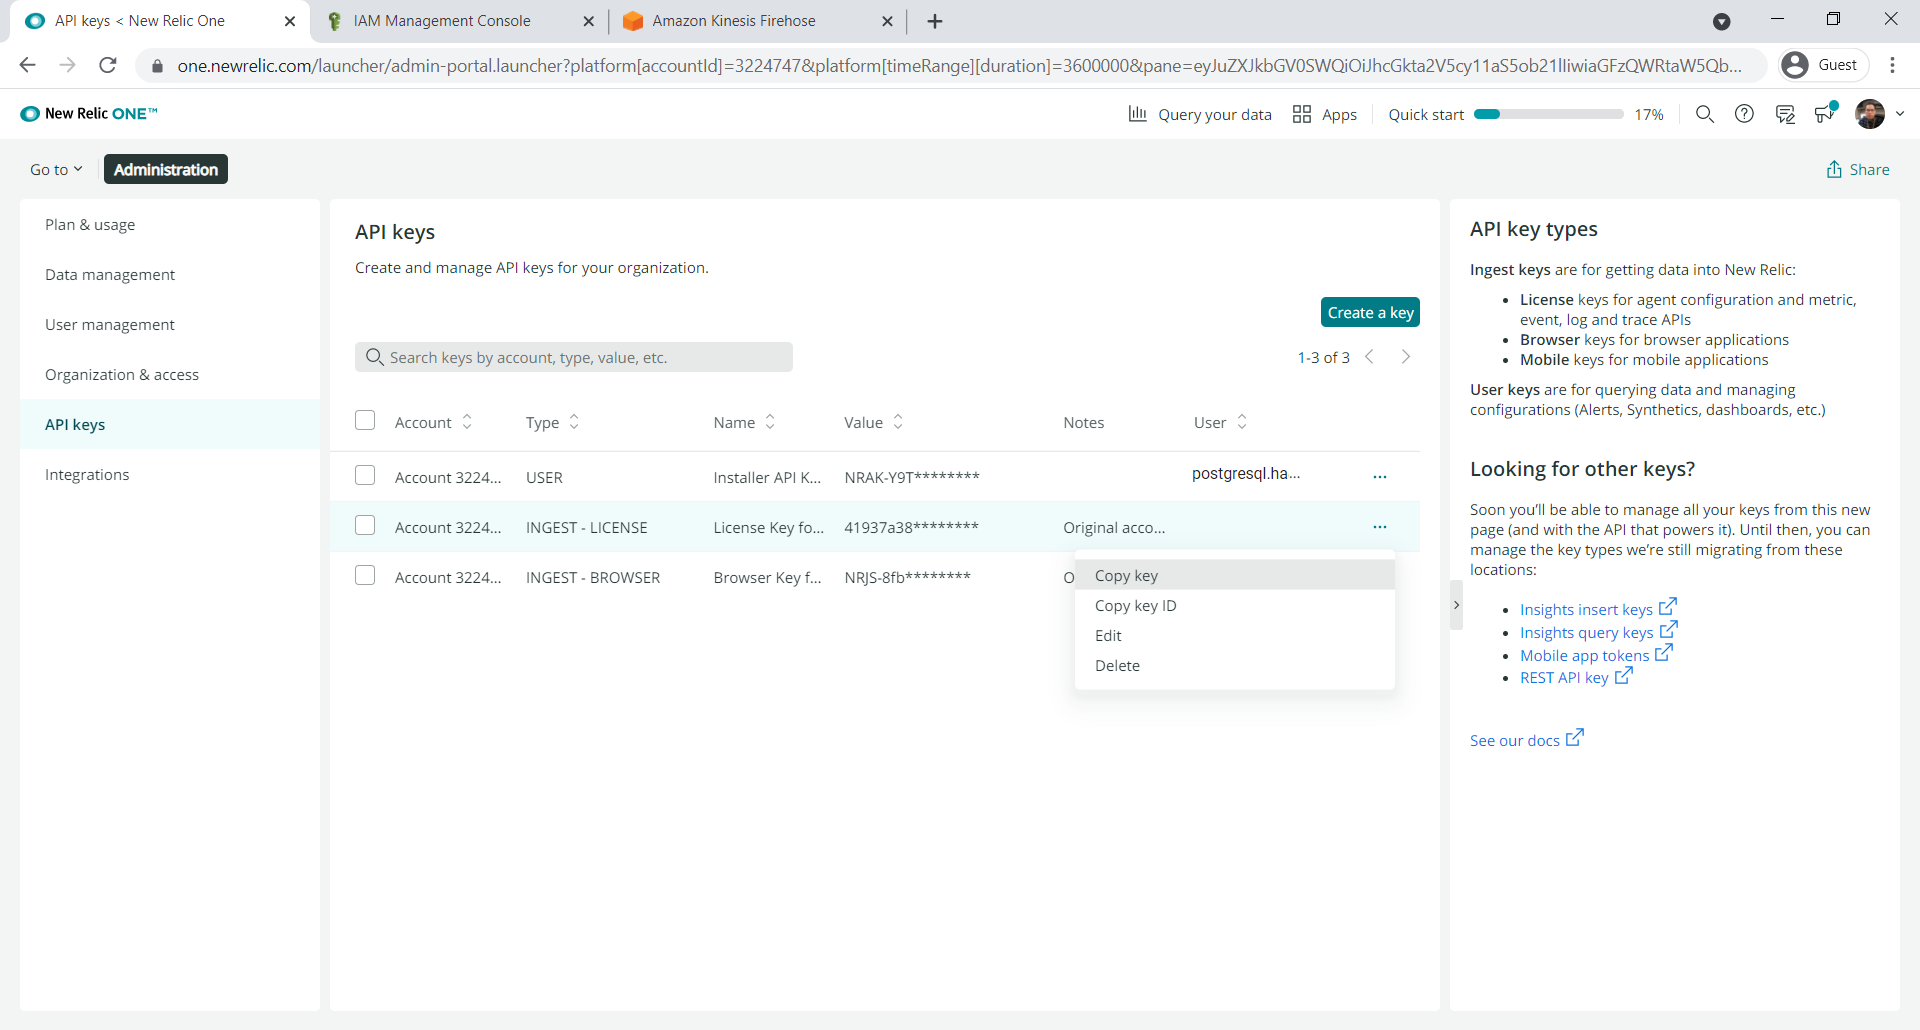 API keys < New Relic One
IAM Management Console
Amazon Kinesis Firehose
one.newrelic.com/launcher/admin-portal.launcher?platform[accountId]=3224747&platform[timeRange][duration]=3600000&pane=eyJuZXJkbGV0SWQiOiJhcGkta2V5cy11aS5ob21lIiwiaGFzQWRtaW5Qb...
Guest
New Relic ONE™
Query your data
Apps
Quick start
17%
Go to
Administration
Share
Plan & usage
Data management
User management
Organization & access
API keys
Integrations
API keys
Create and manage API keys for your organization.
Create a key
Search keys by account, type, value, etc.
1-3 of 3
Account Type Name Value Notes User
Account 3224... USER Installer API K... NRAK-Y9T******** postgresql.ha... ...
Account 3224... INGEST - LICENSE License Key fo... 41937a38******** Original acco... ...
Account 3224... INGEST - BROWSER Browser Key f... NRJS-8fb******** O
Copy key
Copy key ID
Edit
Delete
API key types
Ingest keys are for getting data into New Relic:
• License keys for agent configuration and metric,
event, log and trace APIs
• Browser keys for browser applications
• Mobile keys for mobile applications
User keys are for querying data and managing
configurations (Alerts, Synthetics, dashboards, etc.)
Looking for other keys?
Soon you’ll be able to manage all your keys from this new
page (and with the API that powers it). Until then, you can
manage the key types we’re still migrating from these
locations:
• Insights insert keys
• Insights query keys
• Mobile app tokens
• REST API key
See our docs